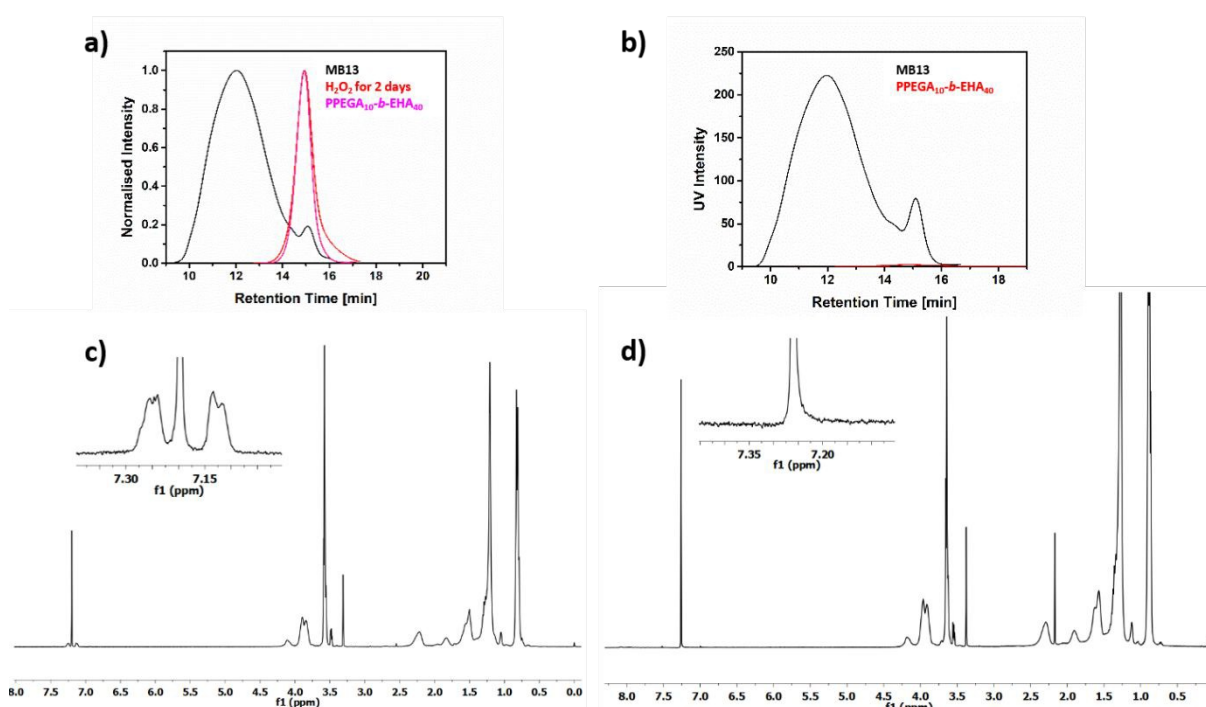 a)
Normalised Intensity
1.0
0.8
0.6
0.4
0.2
0.0
MB13
H₂O₂ for 2 days
PPEGA₁₀-b-EHA₄₀
10 12 14 16 18 20
Retention Time [min]
b)
UV Intensity
250
200
150
100
50
0
MB13
PPEGA₁₀-b-EHA₄₀
10 12 14 16 18
Retention Time [min]
c)
7.30 7.15
f1 (ppm)
8.0 7.5 7.0 6.5 6.0 5.5 5.0 4.5 4.0 3.5 3.0 2.5 2.0 1.5 1.0 0.5 0.0
f1 (ppm)
d)
7.35 7.20
f1 (ppm)
8.0 7.5 7.0 6.5 6.0 5.5 5.0 4.5 4.0 3.5 3.0 2.5 2.0 1.5 1.0 0.5
f1 (ppm)